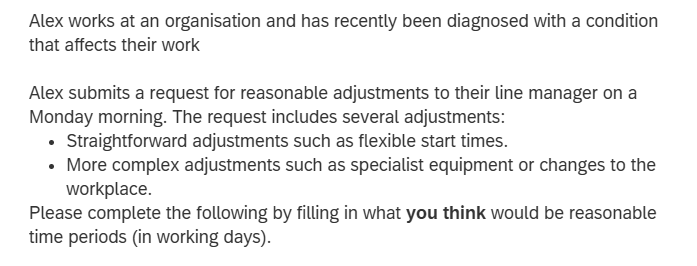 Alex works at an organisation and has recently been diagnosed with a condition
that affects their work
Alex submits a request for reasonable adjustments to their line manager on a
Monday morning. The request includes several adjustments:
• Straightforward adjustments such as flexible start times.
• More complex adjustments such as specialist equipment or changes to the
workplace.
Please complete the following by filling in what you think would be reasonable
time periods (in working days).